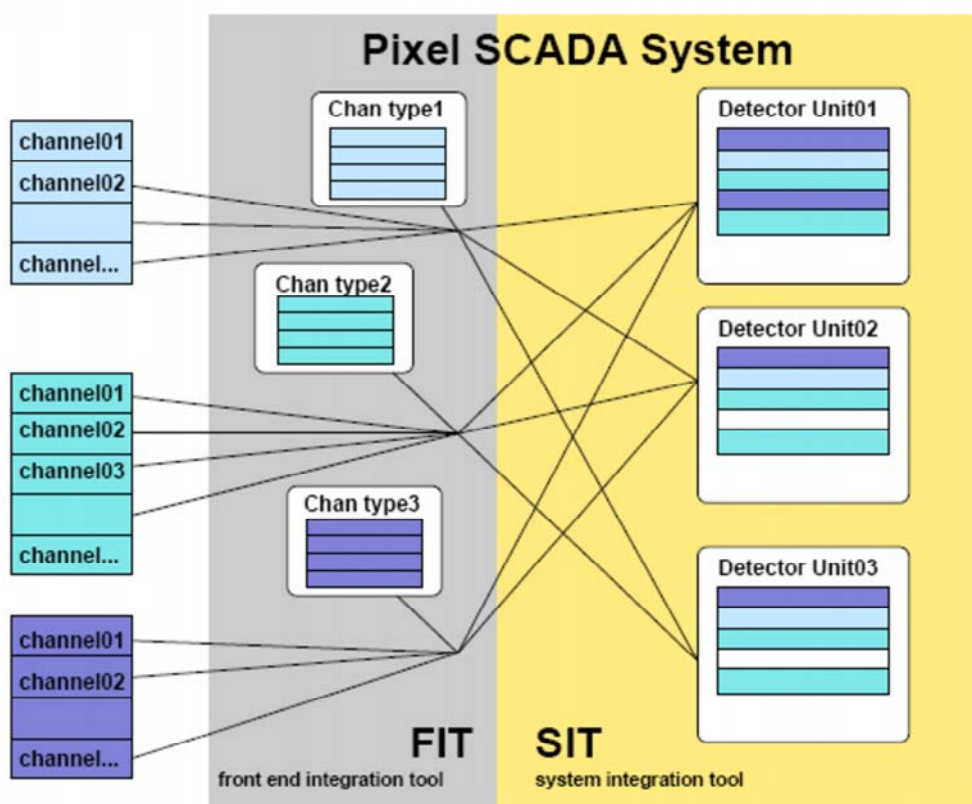 Pixel SCADA System
channel01
channel02
channel...
channel01
channel02
channel03
channel...
channel01
channel02
channel...
Chan type1
Chan type2
Chan type3
FIT
front end integration tool
Detector Unit01
Detector Unit02
Detector Unit03
SIT
system integration tool